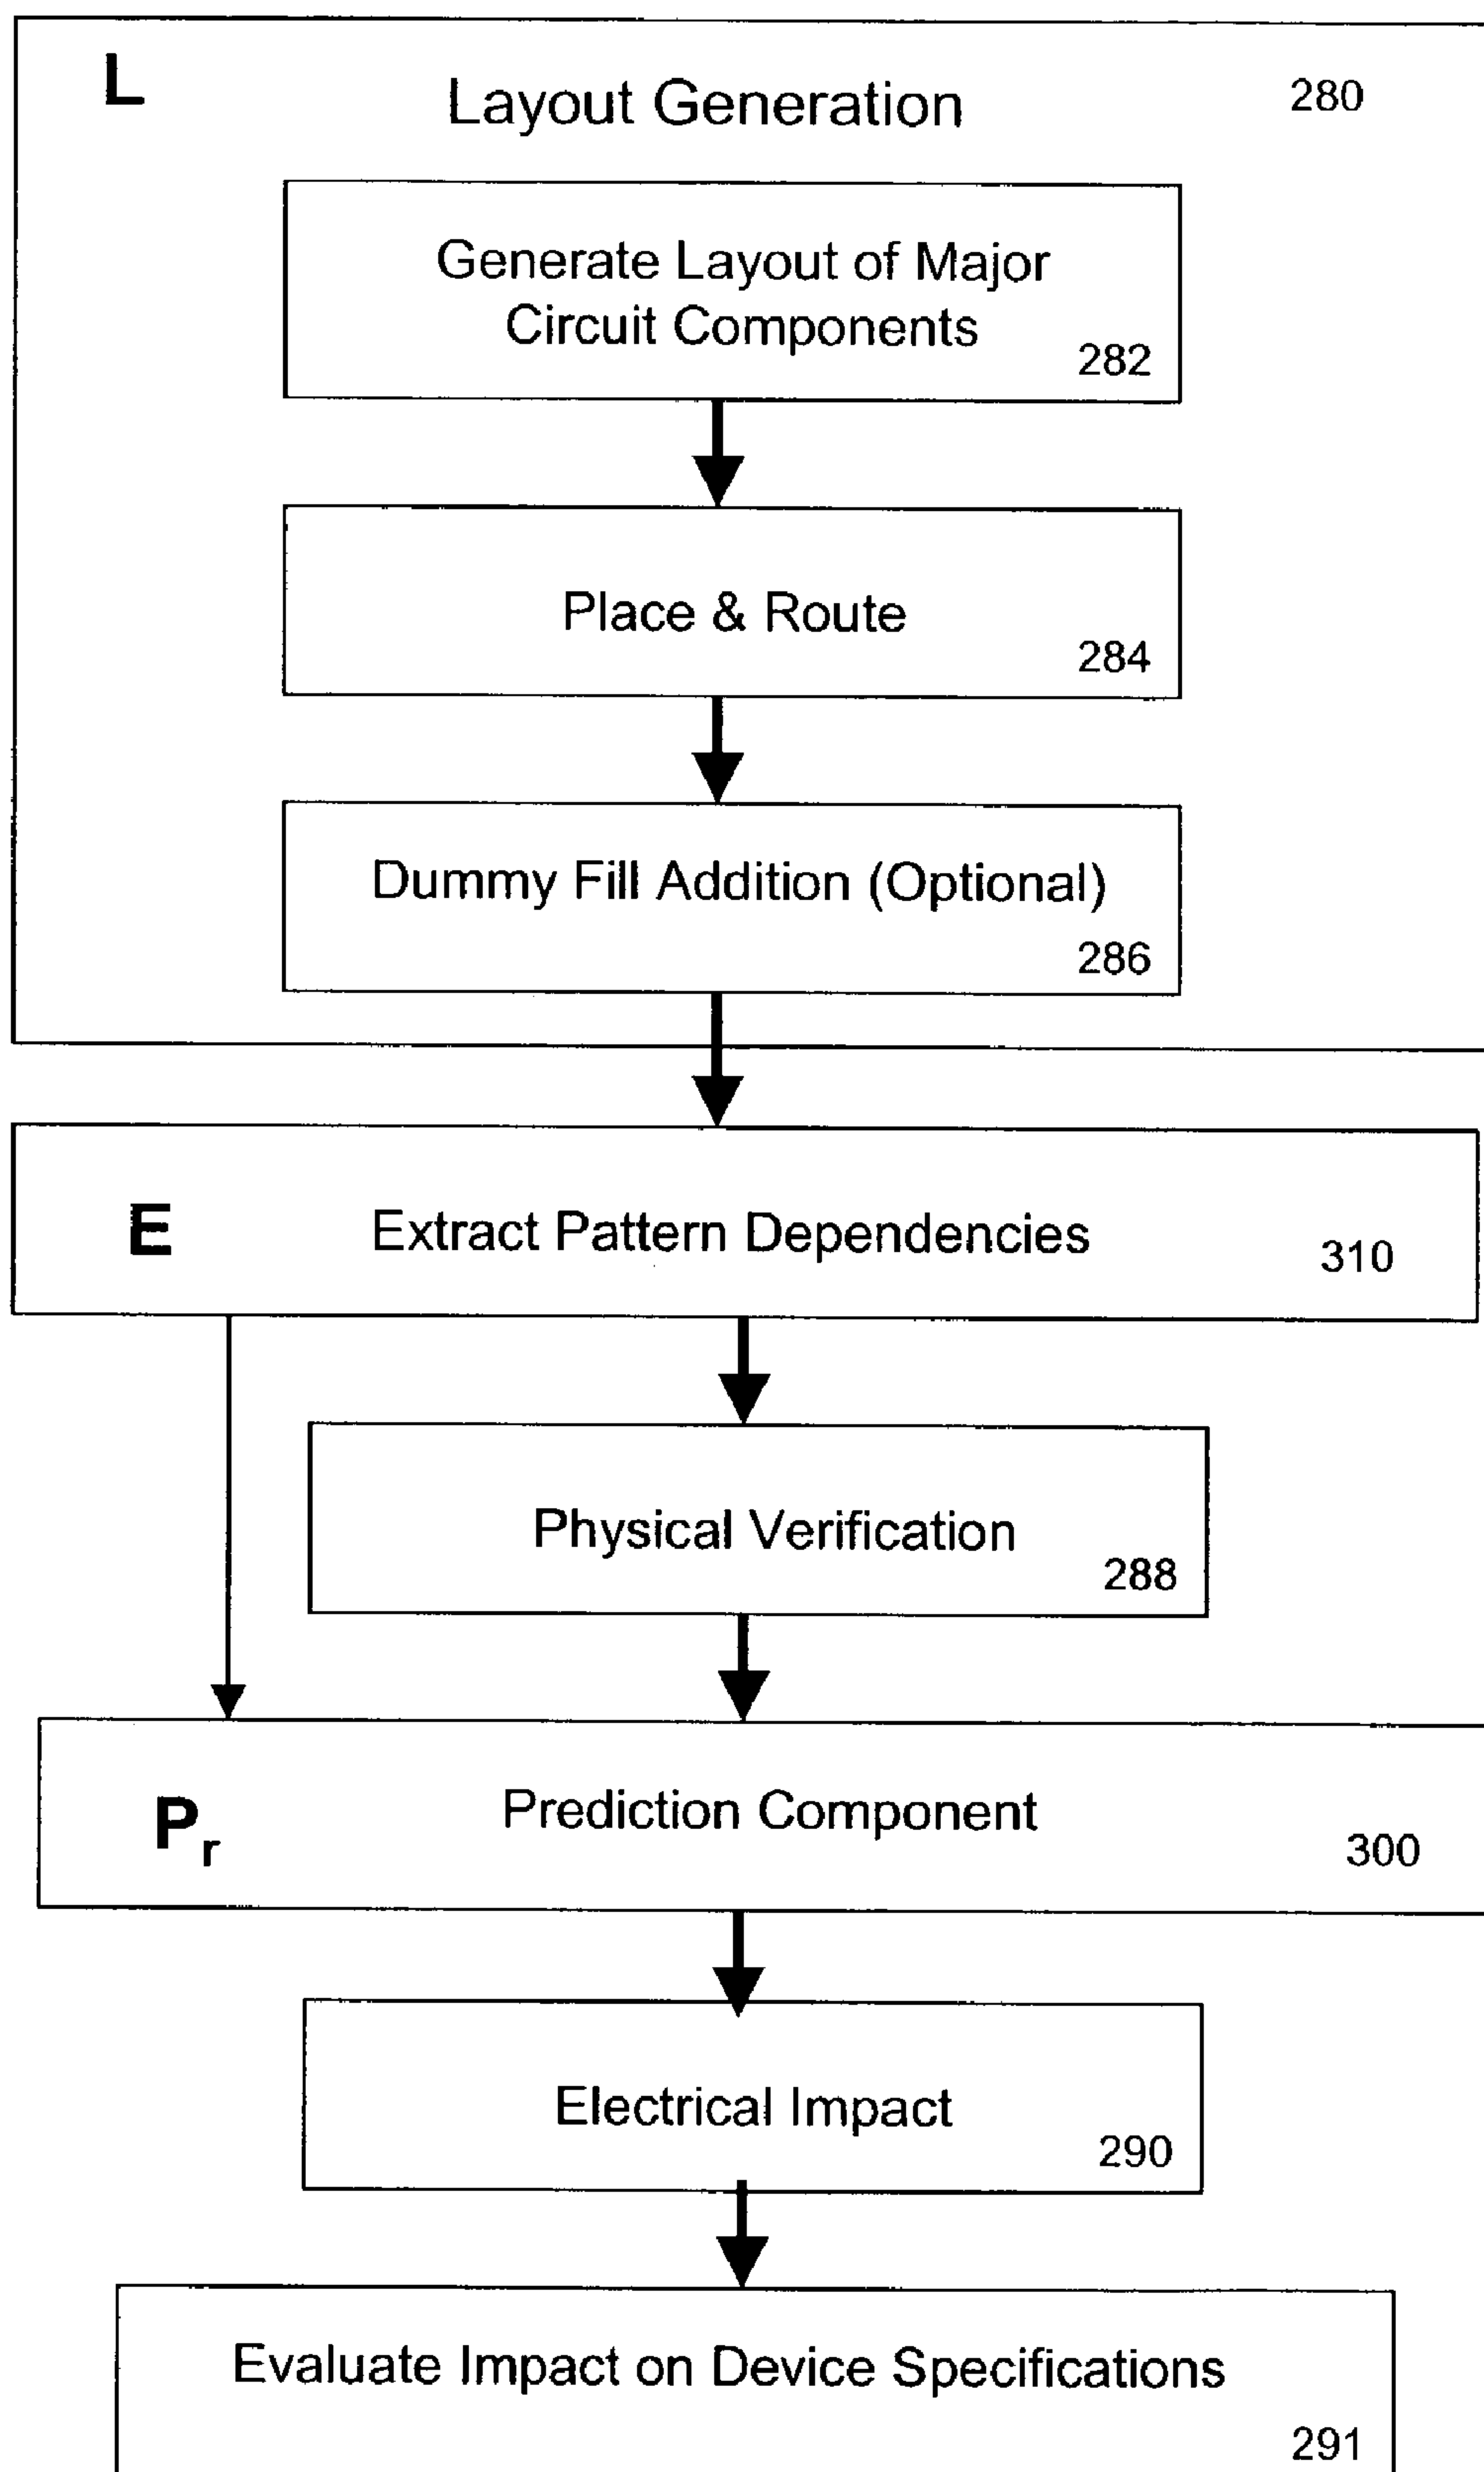 L Layout Generation 280
Generate Layout of Major
Circuit Components
282
Place & Route
284
Dummy Fill Addition (Optional)
286
E Extract Pattern Dependencies 310
Physical Verification
288
Pr Prediction Component 300
Electrical Impact
290
Evaluate Impact on Device Specifications
291